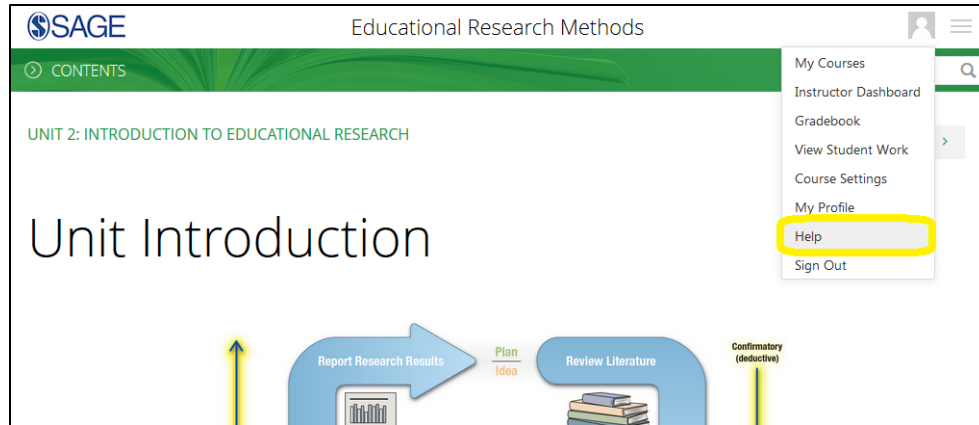 SAGE
Educational Research Methods
CONTENTS
My Courses
Instructor Dashboard
Gradebook
View Student Work
Course Settings
My Profile
Help
Sign Out
UNIT 2: INTRODUCTION TO EDUCATIONAL RESEARCH
Unit Introduction
Report Research Results
Plan
Idea
Review Literature
Confirmatory
(deductive)